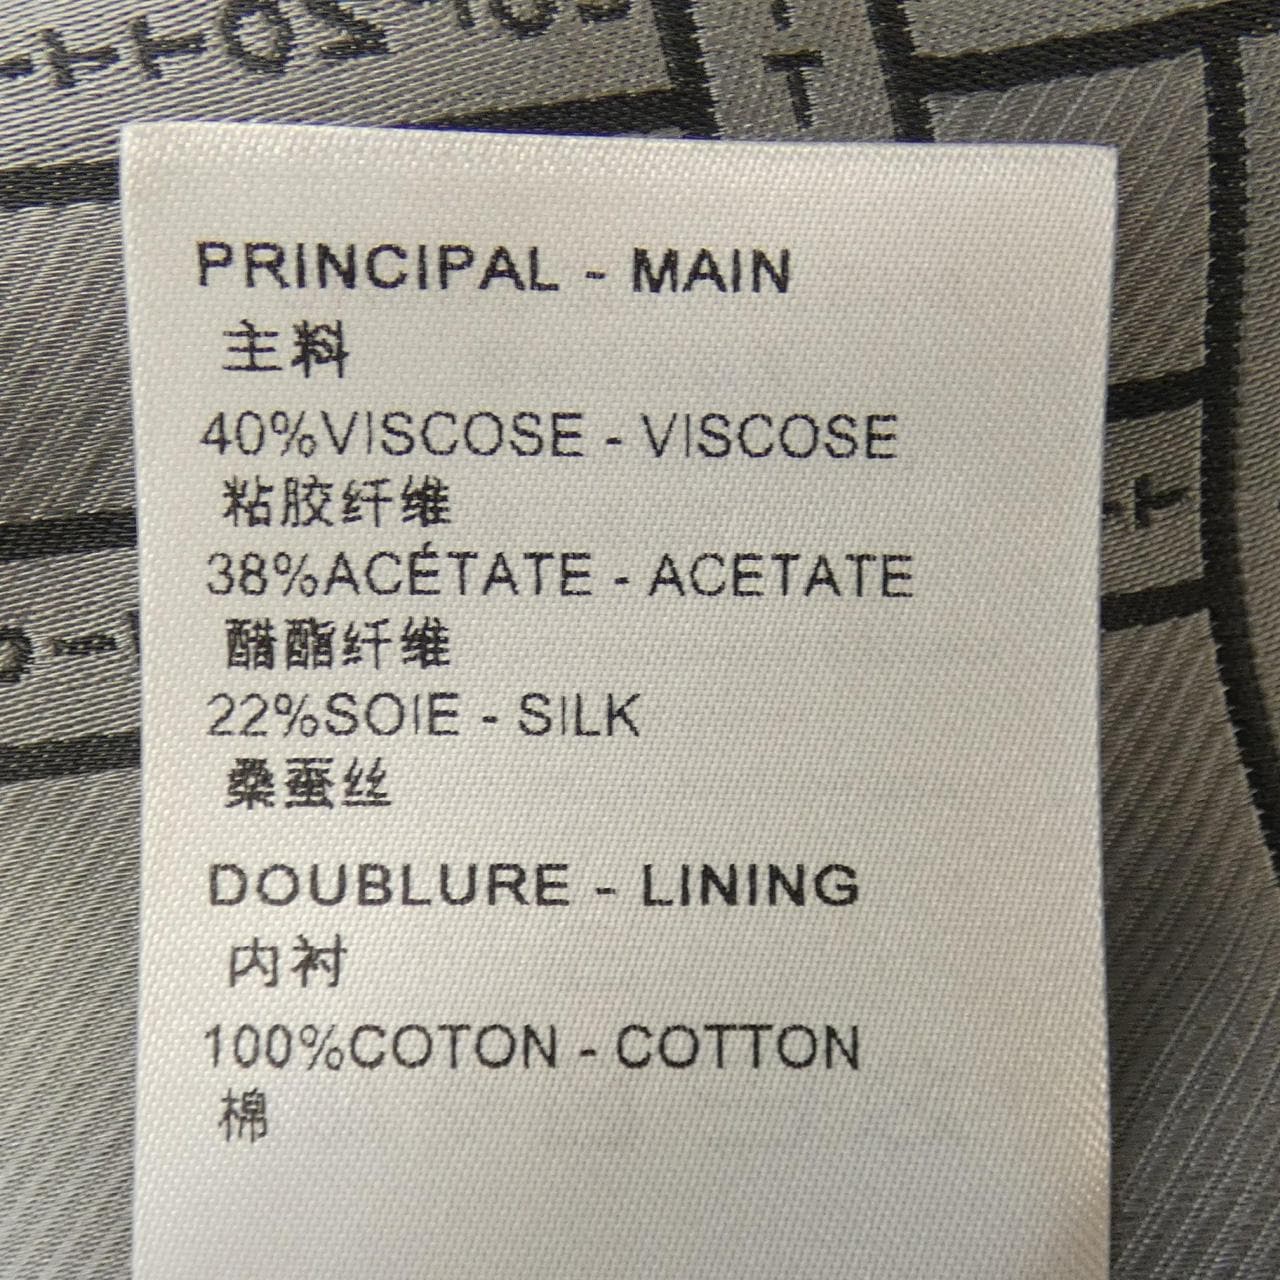 PRINCIPAL - MAIN
主料
40%VISCOSE - VISCOSE
粘胶纤维
38%ACÉTATE - ACETATE
醋酯纤维
22%SOIE - SILK
桑蚕丝
DOUBLURE - LINING
内衬
100%COTON - COTTON
棉